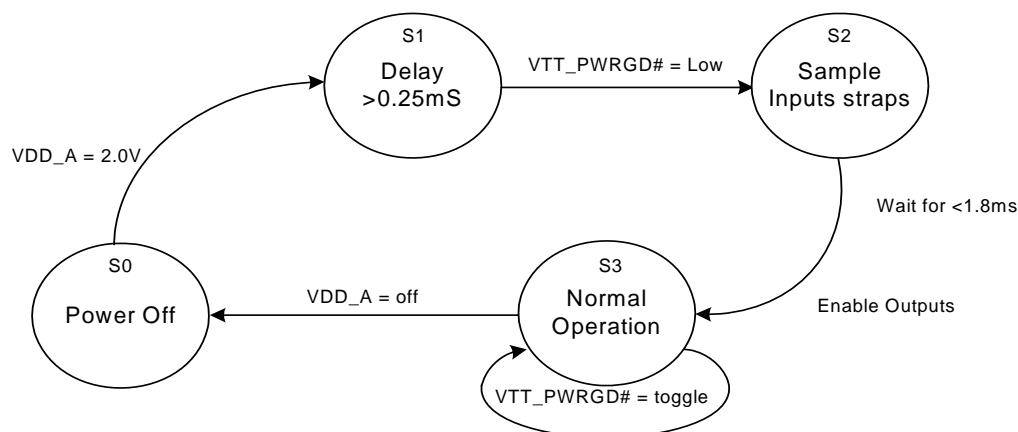 S1
Delay
>0.25mS
VTT_PWRGD# = Low
S2
Sample
Inputs straps
VDD_A = 2.0V
Wait for <1.8ms
S0
Power Off
VDD_A = off
S3
Normal
Operation
Enable Outputs
VTT_PWRGD# = toggle